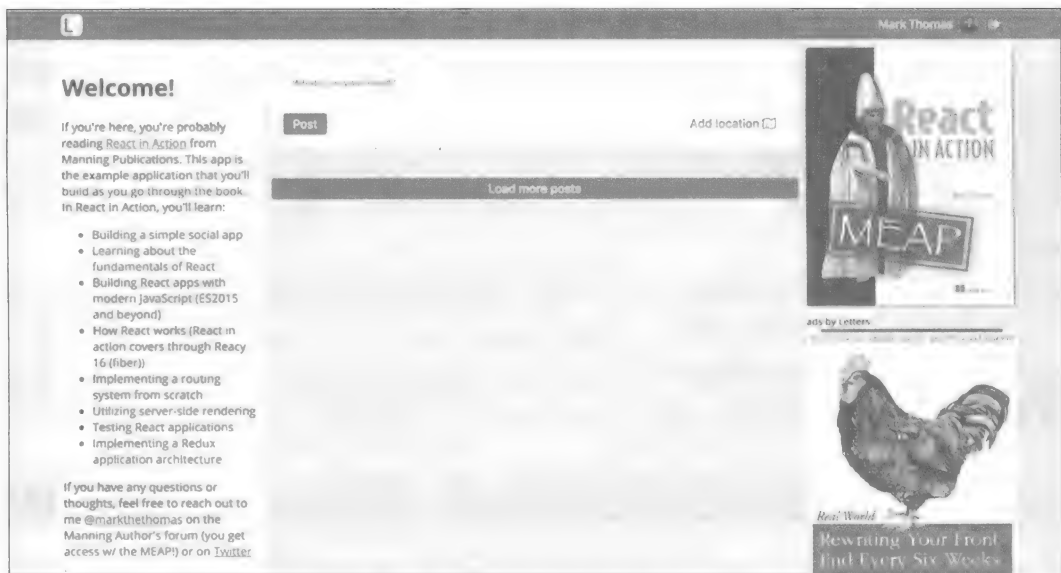 L
Mark Thomas
Welcome!
If you're here, you're probably
reading React in Action from
Manning Publications. This app is
the example application that you'll
build as you go through the book.
In React in Action, you'll learn:
• Building a simple social app
• Learning about the
fundamentals of React
• Building React apps with
modern JavaScript (ES2015
and beyond)
• How React works (React in
action covers through Reacy
16 (fiber))
• Implementing a routing
system from scratch
• Utilizing server-side rendering
• Testing React applications
• Implementing a Redux
application architecture
If you have any questions or
thoughts, feel free to reach out to
me @markthethomas on the
Manning Author's forum (you get
access w/ the MEAP!) or on Twitter
Post
Add location
Load more posts
React
IN ACTION
MEAP
ads by Letters
Real World
Rewriting Your Front
End Every Six Weeks